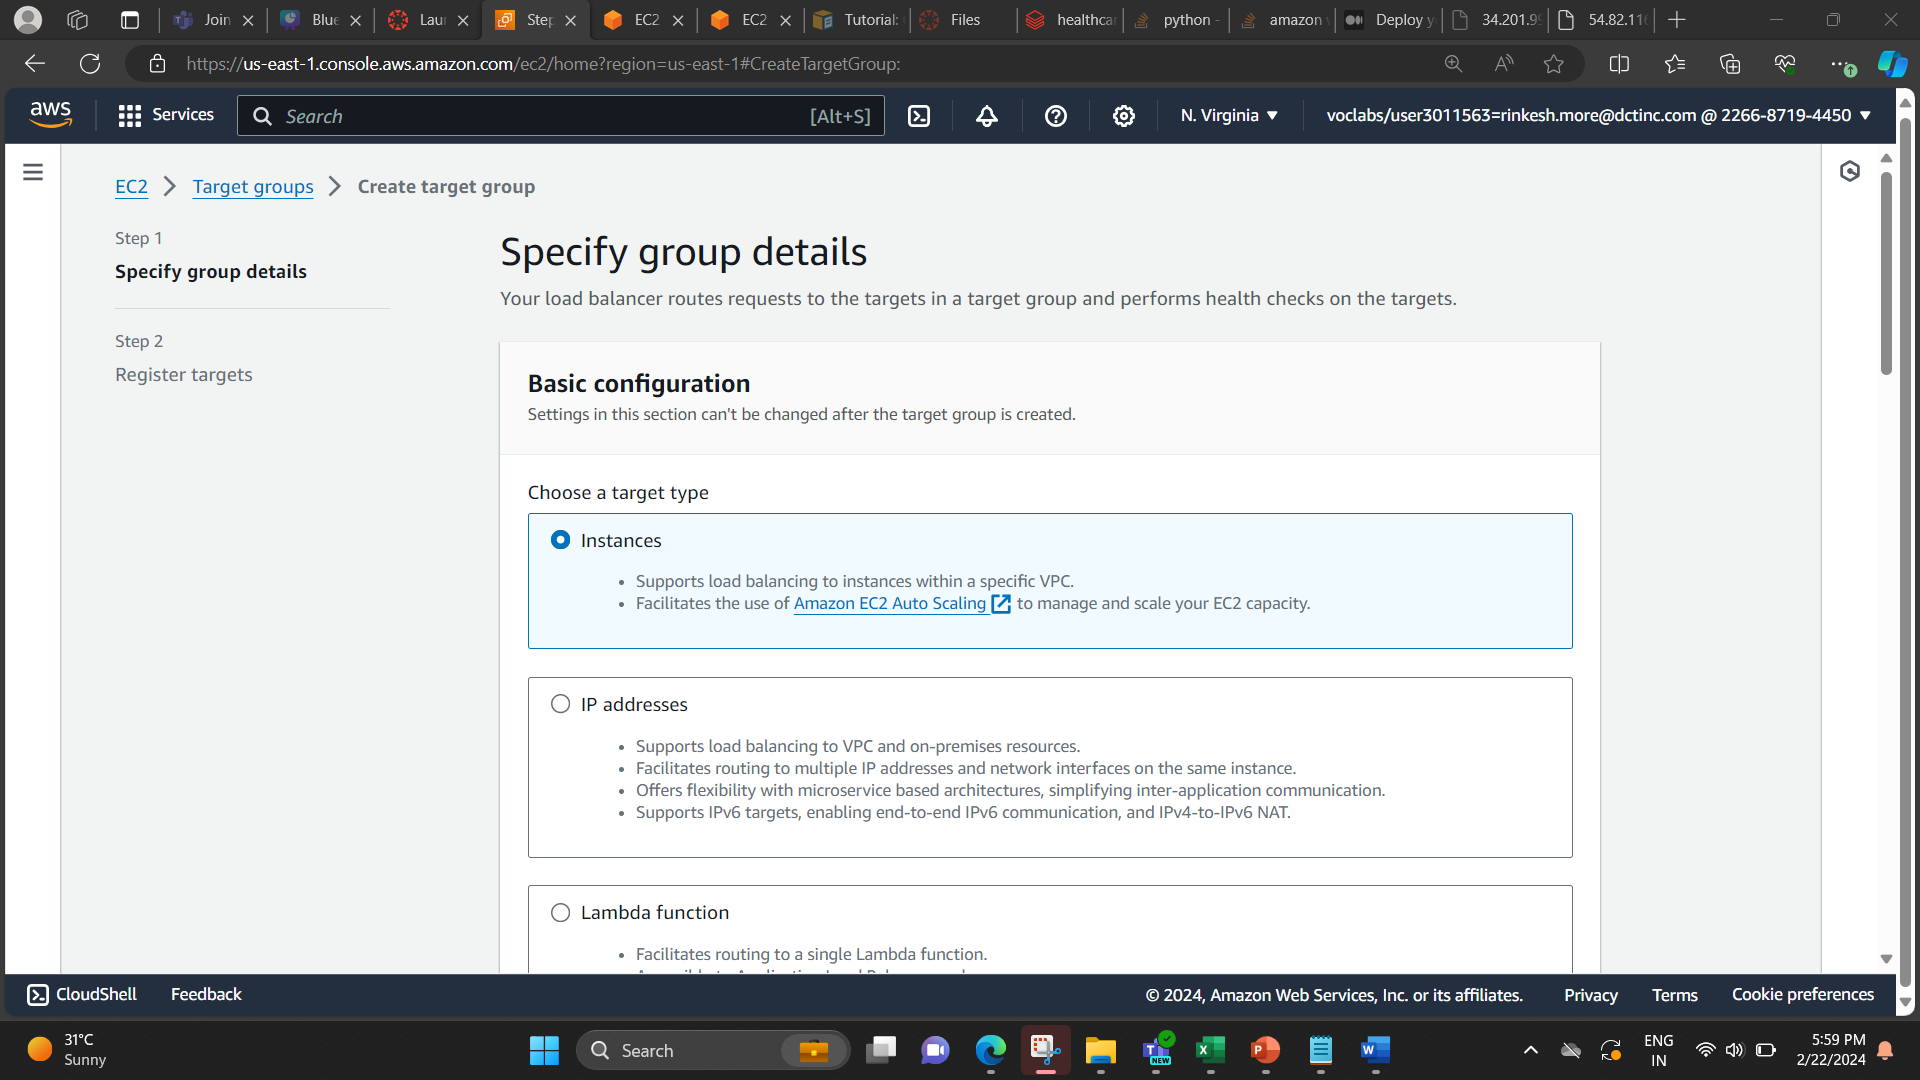 Join
Blue
Laur
Step
EC2
EC2
Tutorial:
Files
healthcar
python -
amazon
Deploy y
34.201.9
54.82.11
https://us-east-1.console.aws.amazon.com/ec2/home?region=us-east-1#CreateTargetGroup:
aws
Services
Search
[Alt+S]
N. Virginia
voclabs/user3011563=rinkesh.more@dctinc.com @ 2266-8719-4450
EC2 > Target groups > Create target group
Step 1
Specify group details
Step 2
Register targets
Specify group details
Your load balancer routes requests to the targets in a target group and performs health checks on the targets.
Basic configuration
Settings in this section can't be changed after the target group is created.
Choose a target type
Instances
• Supports load balancing to instances within a specific VPC.
• Facilitates the use of Amazon EC2 Auto Scaling to manage and scale your EC2 capacity.
IP addresses
• Supports load balancing to VPC and on-premises resources.
• Facilitates routing to multiple IP addresses and network interfaces on the same instance.
• Offers flexibility with microservice based architectures, simplifying inter-application communication.
• Supports IPv6 targets, enabling end-to-end IPv6 communication, and IPv4-to-IPv6 NAT.
Lambda function
• Facilitates routing to a single Lambda function.
CloudShell
Feedback
© 2024, Amazon Web Services, Inc. or its affiliates.
Privacy
Terms
Cookie preferences
31°C
Sunny
Search
NEW
ENG
IN
5:59 PM
2/22/2024